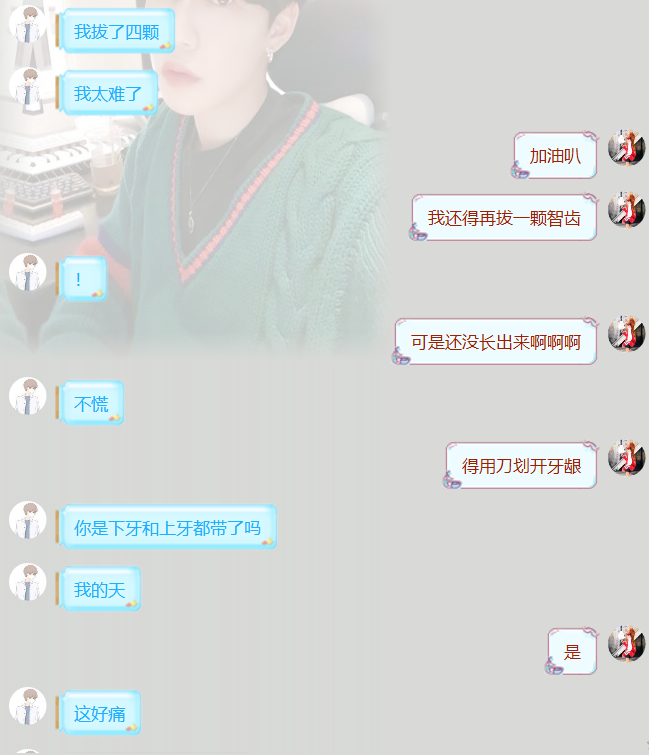 我拔了四颗
我太难了
加油叭
我还得再拔一颗智齿
！
可是还没长出来啊啊啊
不慌
得用刀划开牙龈
你是下牙和上牙都带了吗
我的天
是
这好痛